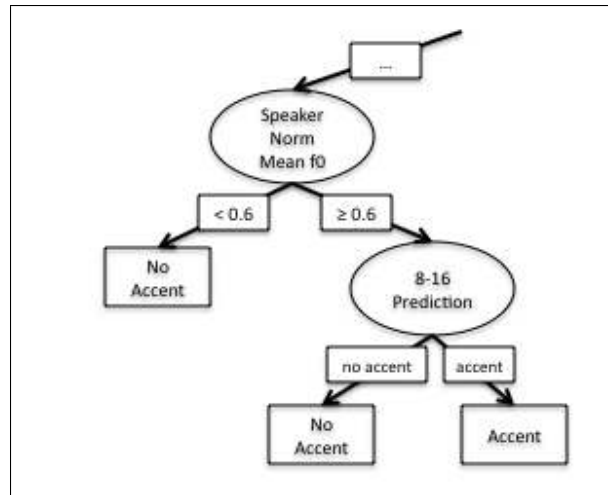 ...
Speaker
Norm
Mean f0
< 0.6
≥ 0.6
No
Accent
8-16
Prediction
no accent
accent
No
Accent
Accent